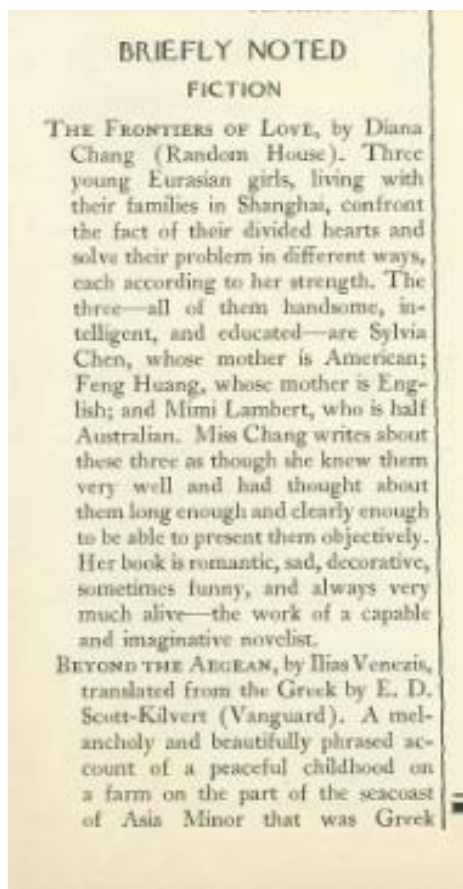 BRIEFLY NOTED
FICTION
THE FRONTIERS OF LOVE, by Diana
Chang (Random House). Three
young Eurasian girls, living with
their families in Shanghai, confront
the fact of their divided hearts and
solve their problem in different ways,
each according to her strength. The
three—all of them handsome, in-
telligent, and educated—are Sylvia
Chen, whose mother is American;
Feng Huang, whose mother is Eng-
lish; and Mimi Lambert, who is half
Australian. Miss Chang writes about
these three as though she knew them
very well and had thought about
them long enough and clearly enough
to be able to present them objectively.
Her book is romantic, sad, decorative,
sometimes funny, and always very
much alive—the work of a capable
and imaginative novelist.
BEYOND THE AEGEAN, by Ilias Venezis,
translated from the Greek by E. D.
Scott-Kilvert (Vanguard). A mel-
ancholy and beautifully phrased ac-
count of a peaceful childhood on
a farm on the part of the seacoast
of Asia Minor that was Greek